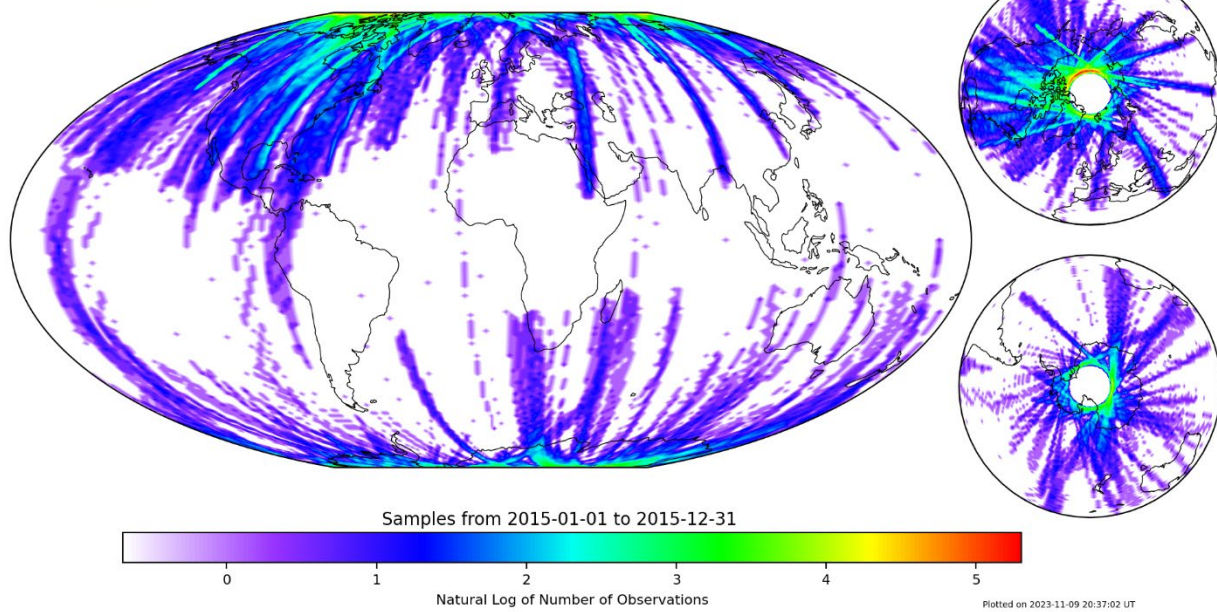 Samples from 2015-01-01 to 2015-12-31
0 1 2 3 4 5
Natural Log of Number of Observations
Plotted on 2023-11-09 20:37:02 UT